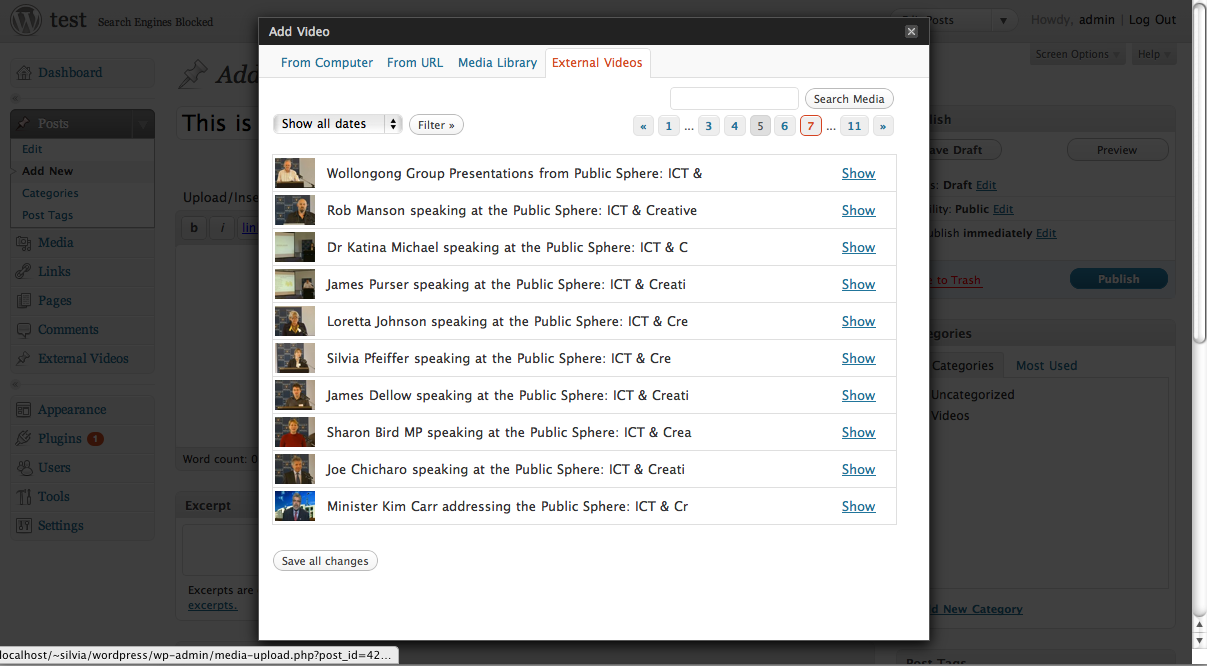 test Search Engines Blocked
Posts
Howdy, admin | Log Out
Screen Options
Help
Dashboard
Posts
Edit
Add New
Categories
Post Tags
Media
Links
Pages
Comments
External Videos
Appearance
Plugins 1
Users
Tools
Settings
Add
This is
Upload/Inse
b i lin
Word count: 0
Excerpt
Excerpts are
excerpts.
Add Video
From Computer From URL Media Library External Videos
Search Media
Show all dates Filter »
« 1 ... 3 4 5 6 7 ... 11 »
Wollongong Group Presentations from Public Sphere: ICT & Show
Rob Manson speaking at the Public Sphere: ICT & Creative Show
Dr Katina Michael speaking at the Public Sphere: ICT & C Show
James Purser speaking at the Public Sphere: ICT & Creati Show
Loretta Johnson speaking at the Public Sphere: ICT & Cre Show
Silvia Pfeiffer speaking at the Public Sphere: ICT & Cre Show
James Dellow speaking at the Public Sphere: ICT & Creati Show
Sharon Bird MP speaking at the Public Sphere: ICT & Crea Show
Joe Chicharo speaking at the Public Sphere: ICT & Creati Show
Minister Kim Carr addressing the Public Sphere: ICT & Cr Show
Save all changes
lish
ave Draft Preview
s: Draft Edit
ility: Public Edit
ublish immediately Edit
e to Trash Publish
egories
Categories Most Used
Uncategorized
Videos
d New Category
Post Tags
localhost/~silvia/wordpress/wp-admin/media-upload.php?post_id=42...